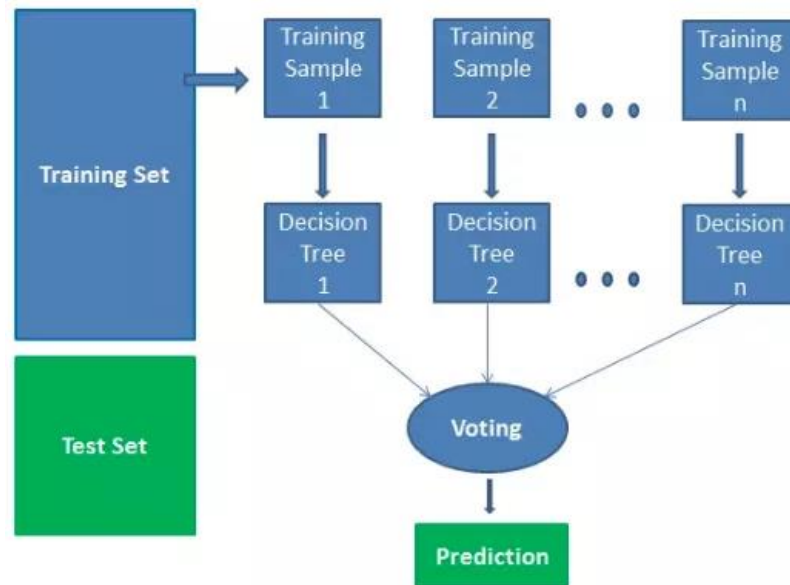 Training Set
Training
Sample
1
Training
Sample
2
Training
Sample
n
Decision
Tree
1
Decision
Tree
2
Decision
Tree
n
Test Set
Voting
Prediction